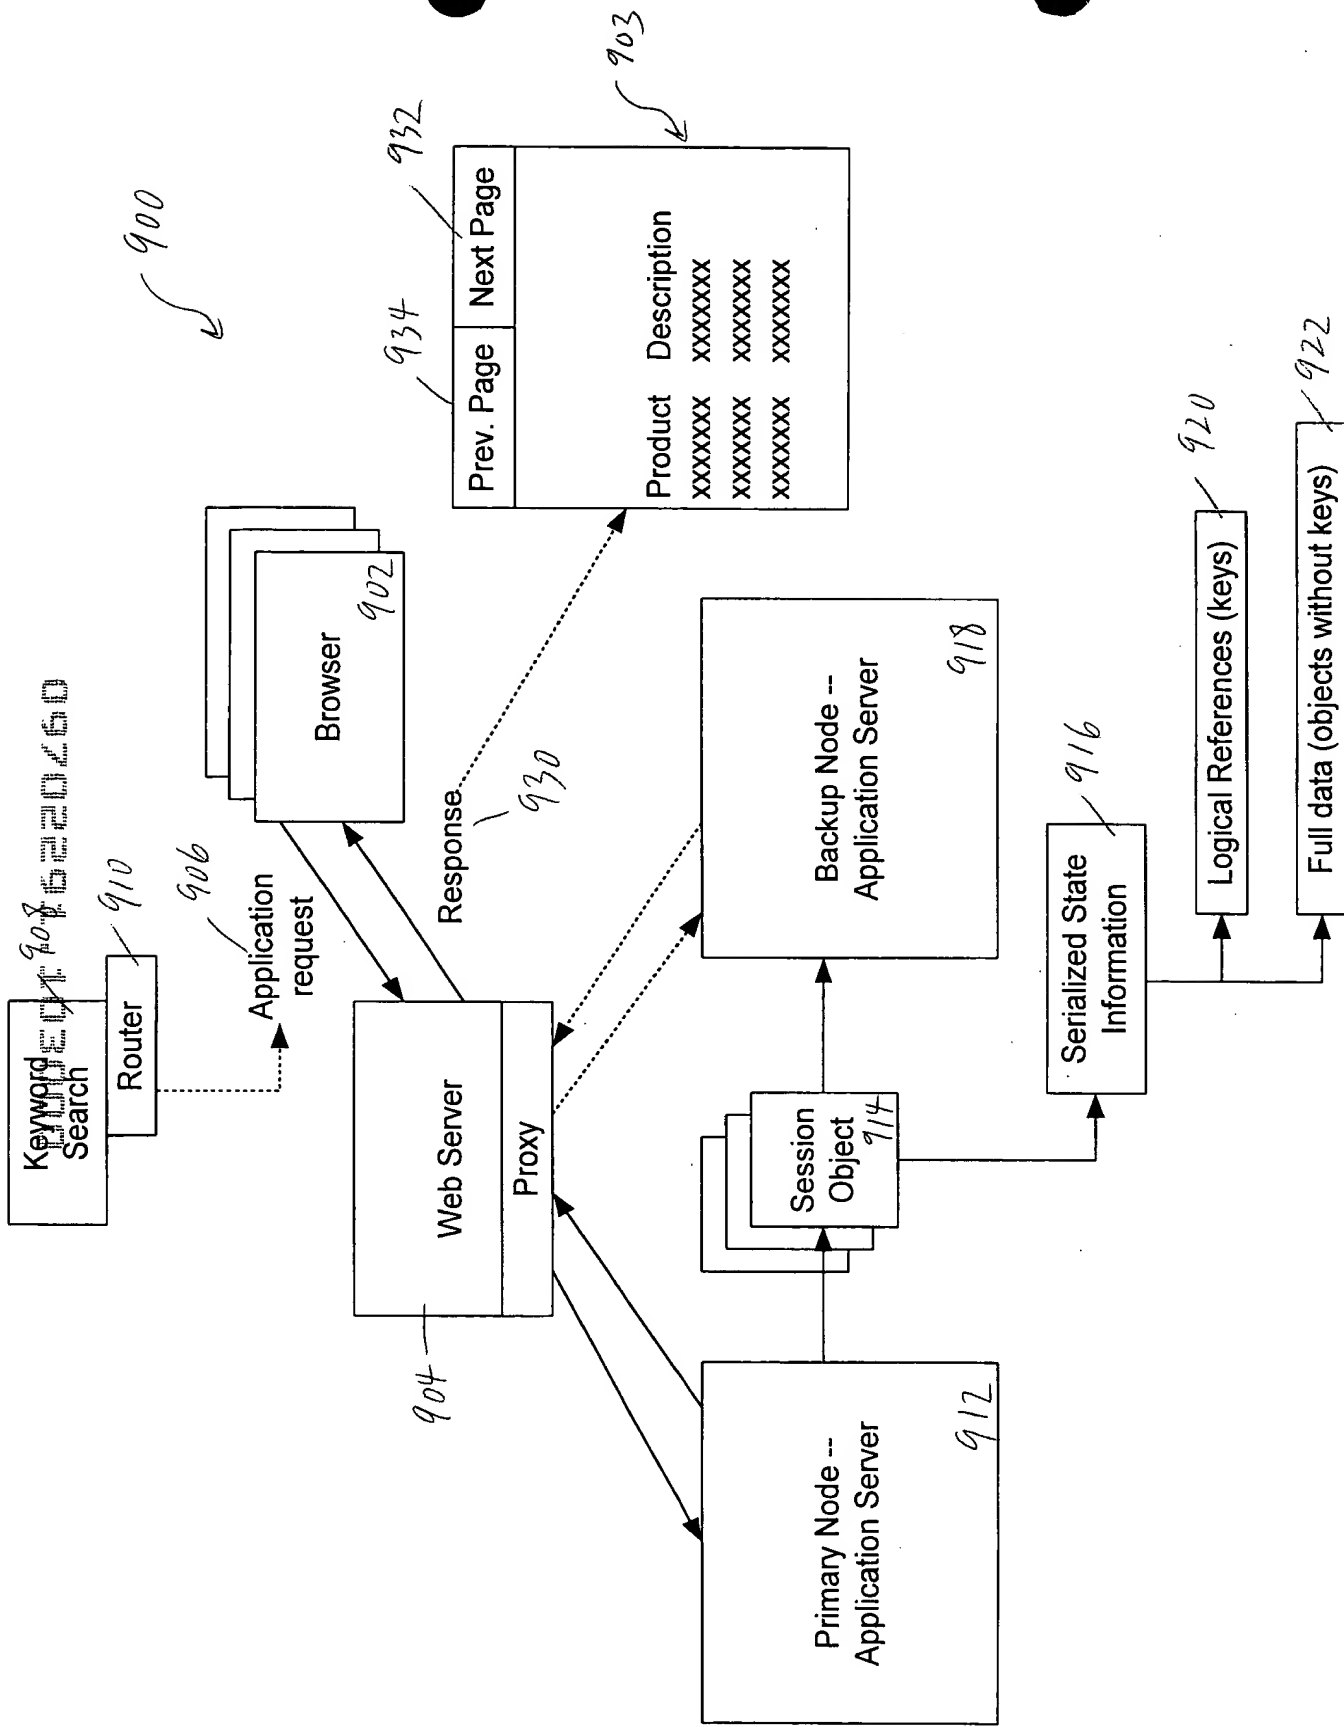 Keyword
Search
908
Router
910
900
906
Application
request
Browser
902
Web Server
904
Proxy
Response
930
934
932
Prev. Page
Next Page
903
Product Description
xxxxxx xxxxxx
xxxxxx xxxxxx
xxxxxx xxxxxx
Primary Node --
Application Server
912
Session
Object
914
Backup Node --
Application Server
918
Serialized State
Information
916
Logical References (keys)
920
Full data (objects without keys)
922